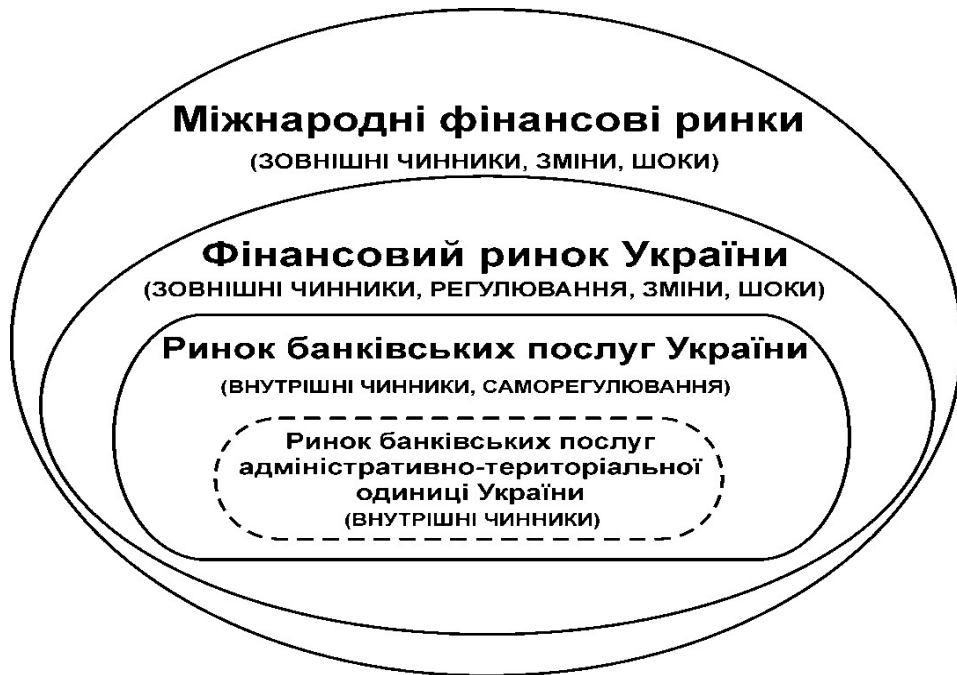 Міжнародні фінансові ринки
(ЗОВНІШНІ ЧИННИКИ, ЗМІНИ, ШОКИ)
Фінансовий ринок України
(ЗОВНІШНІ ЧИННИКИ, РЕГУЛЮВАННЯ, ЗМІНИ, ШОКИ)
Ринок банківських послуг України
(ВНУТРІШНІ ЧИННИКИ, САМОРЕГУЛЮВАННЯ)
Ринок банківських послуг
адміністративно-територіальної
одиниці України
(ВНУТРІШНІ ЧИННИКИ)